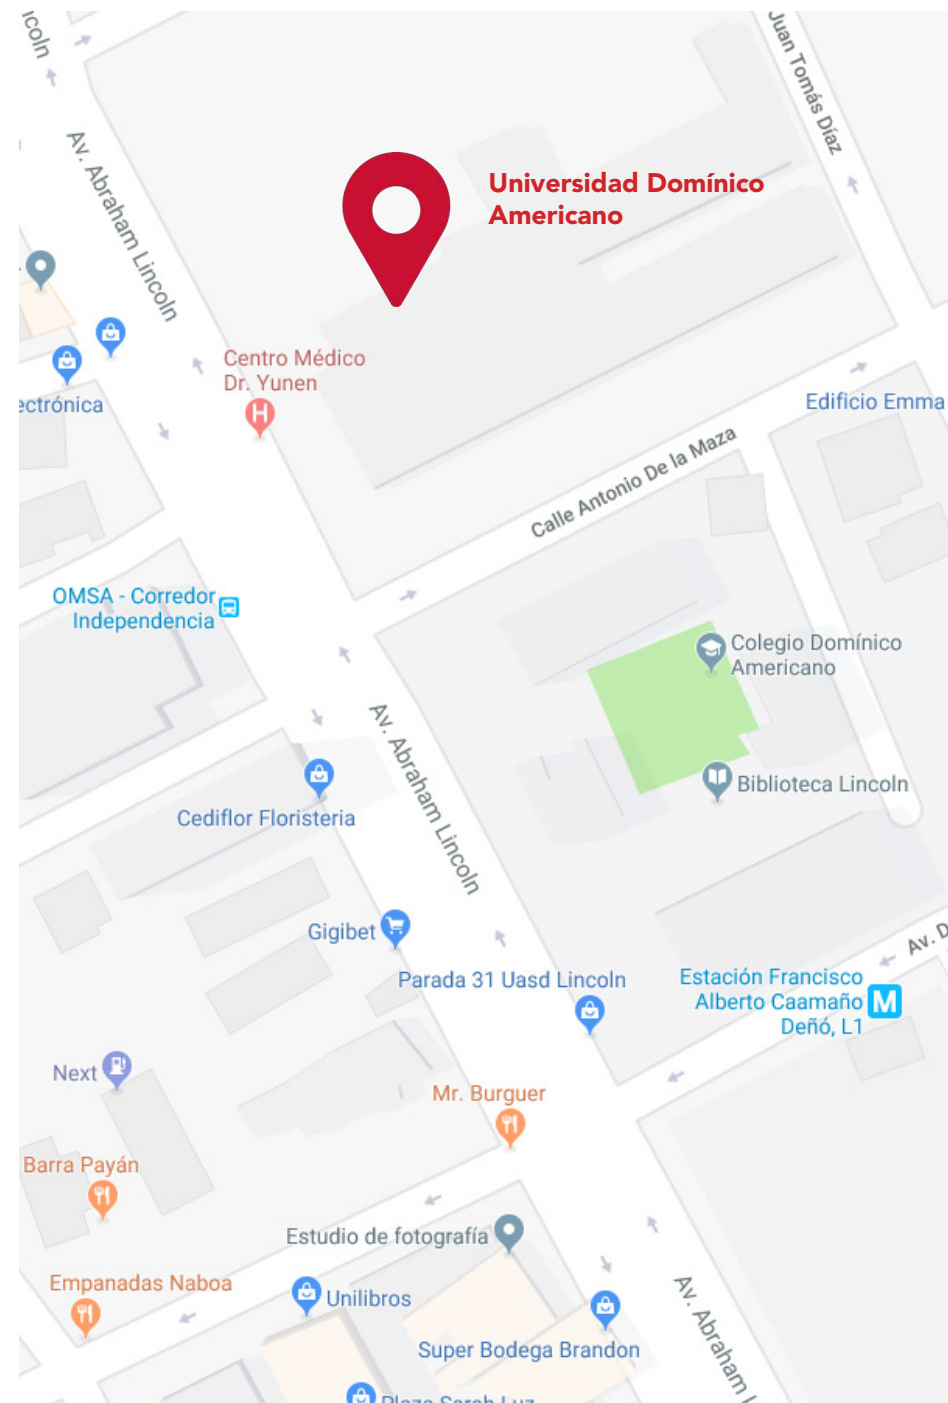 Juan Tomás Díaz
Av. Abraham Lincoln
Universidad Domínico
Americano
Centro Médico
Dr. Yunen
Edificio Emma
Calle Antonio De la Maza
OMSA - Corredor
Independencia
Colegio Domínico
Americano
Av. Abraham Lincoln
Biblioteca Lincoln
Cediflor Floristeria
Gigibet
Parada 31 Uasd Lincoln
Estación Francisco
Alberto Caamaño
Deñó, L1
M
Next
Mr. Burguer
Barra Payán
Estudio de fotografía
Empanadas Naboa
Unilibros
Av. Abraham
Super Bodega Brandon